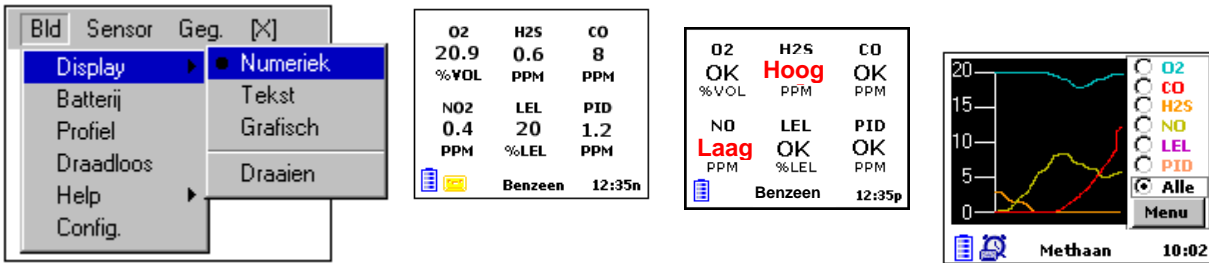 Bld Sensor Geg. [X]
Display
Batterij
Profiel
Draadloos
Help
Config.
Numeriek
Tekst
Grafisch
Draaien
O2 H2S CO
20.9 0.6 8
%VOL PPM PPM
NO2 LEL PID
0.4 20 1.2
PPM %LEL PPM
Benzeen 12:35n
O2 H2S CO
OK Hoog OK
%VOL PPM PPM
NO LEL PID
Laag OK OK
PPM %LEL PPM
Benzeen 12:35p
20
15
10
5
0
O2
CO
H2S
NO
LEL
PID
Alle
Menu
Methaan 10:02